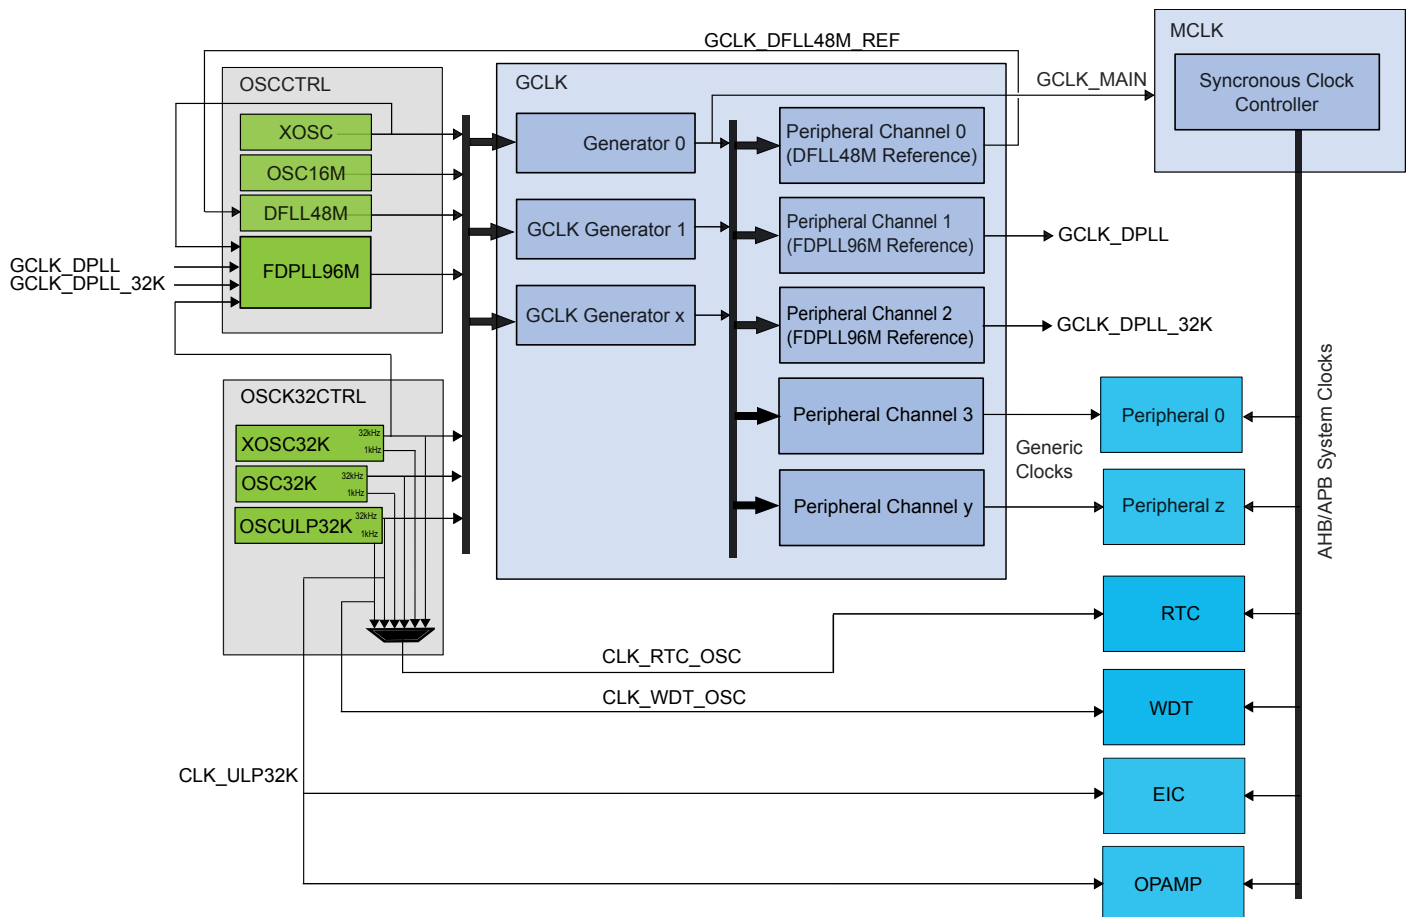 GCLK_DFLL48M_REF
MCLK
Syncronous Clock
Controller
GCLK_MAIN
OSCCTRL
XOSC
OSC16M
DFLL48M
FDPLL96M
GCLK_DPLL
GCLK_DPLL_32K
GCLK
Generator 0
GCLK Generator 1
GCLK Generator x
Peripheral Channel 0
(DFLL48M Reference)
Peripheral Channel 1
(FDPLL96M Reference)
Peripheral Channel 2
(FDPLL96M Reference)
Peripheral Channel 3
Peripheral Channel y
GCLK_DPLL
GCLK_DPLL_32K
Generic
Clocks
OSCK32CTRL
XOSC32K
32kHz
1kHz
OSC32K
32kHz
1kHz
OSCULP32K
32kHz
1kHz
Peripheral 0
Peripheral z
AHB/APB System Clocks
RTC
CLK_RTC_OSC
WDT
CLK_WDT_OSC
CLK_ULP32K
EIC
OPAMP